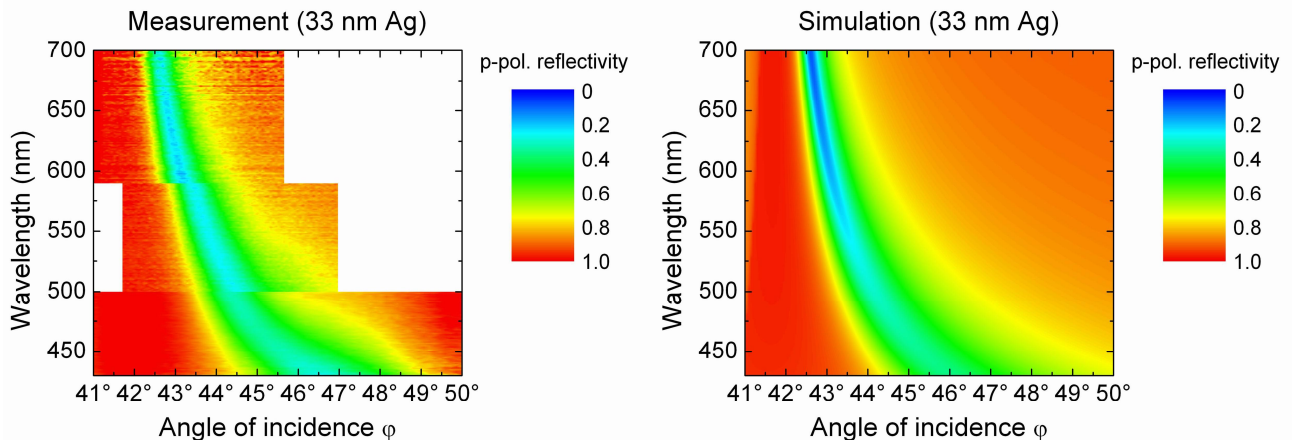 Measurement (33 nm Ag)
p-pol. reflectivity
0
0.2
0.4
0.6
0.8
1.0
Wavelength (nm)
700
650
600
550
500
450
41° 42° 43° 44° 45° 46° 47° 48° 49° 50°
Angle of incidence φ
Simulation (33 nm Ag)
p-pol. reflectivity
0
0.2
0.4
0.6
0.8
1.0
Wavelength (nm)
700
650
600
550
500
450
41° 42° 43° 44° 45° 46° 47° 48° 49° 50°
Angle of incidence φ